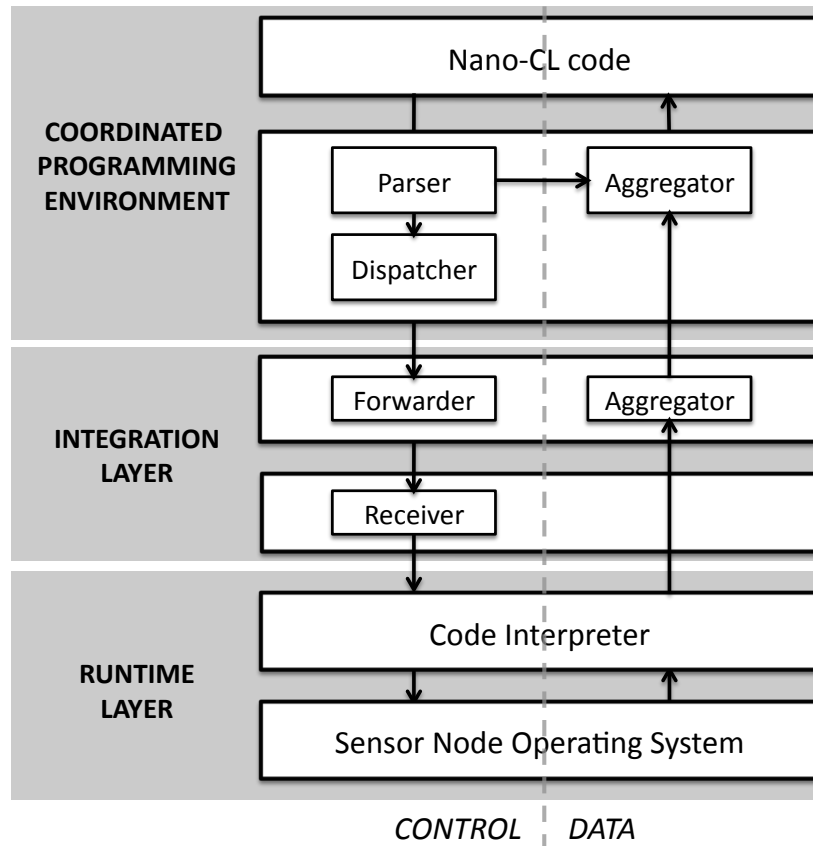 Nano-CL code
COORDINATED
PROGRAMMING
ENVIRONMENT
Parser
Aggregator
Dispatcher
INTEGRATION
LAYER
Forwarder
Aggregator
Receiver
RUNTIME
LAYER
Code Interpreter
Sensor Node Operating System
CONTROL
DATA